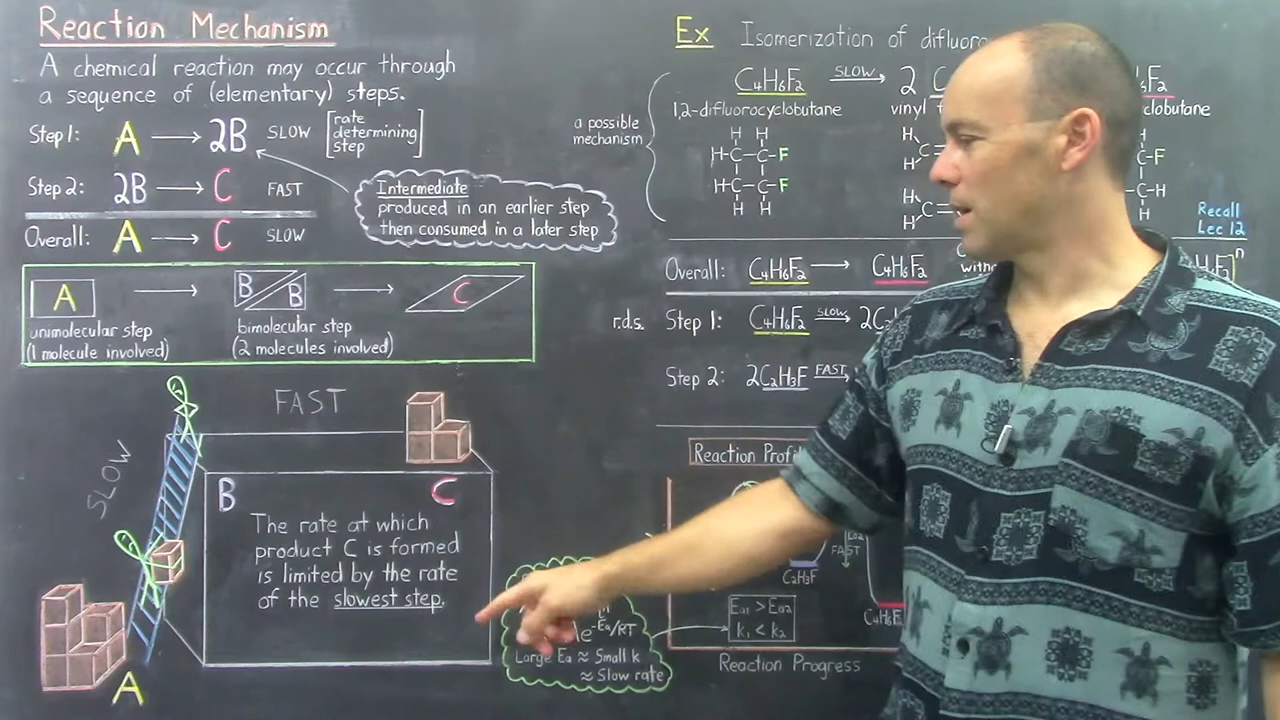 Reaction Mechanism
A chemical reaction may occur through
a sequence of (elementary) steps.
Step 1: A → 2B SLOW [rate determining step]
Step 2: 2B → C FAST
Overall: A → C SLOW
Intermediate
produced in an earlier step
then consumed in a later step
A → B B → C
unimolecular step
(1 molecule involved)
bimolecular step
(2 molecules involved)
FAST
SLOW
B C
The rate at which
product C is formed
is limited by the rate
of the slowest step.
A
Ex Isomerization of
a possible
mechanism
C₄H₆F₂ SLOW → 2
1,2-difluorocyclobutane vinyl
H H
H-C-C-F
H-C-C-F
H H
H
C=
H
H
C=
H
F₂
clobutane
H
C-F
C-H
H
Recall
Lec 12
Overall: C₄H₆F₂ → C₄H₆F₂
r.d.s. Step 1: C₄H₆F₂ SLOW →
Step 2: 2C₂H₃F FAST →
Reaction
Ea2
FAST
C₂H₃F
Ea1 > Ea2
k₁ < k₂
Reaction Progress
e^-Ea/RT
Large Ea ≈ Small k
≈ Slow rate